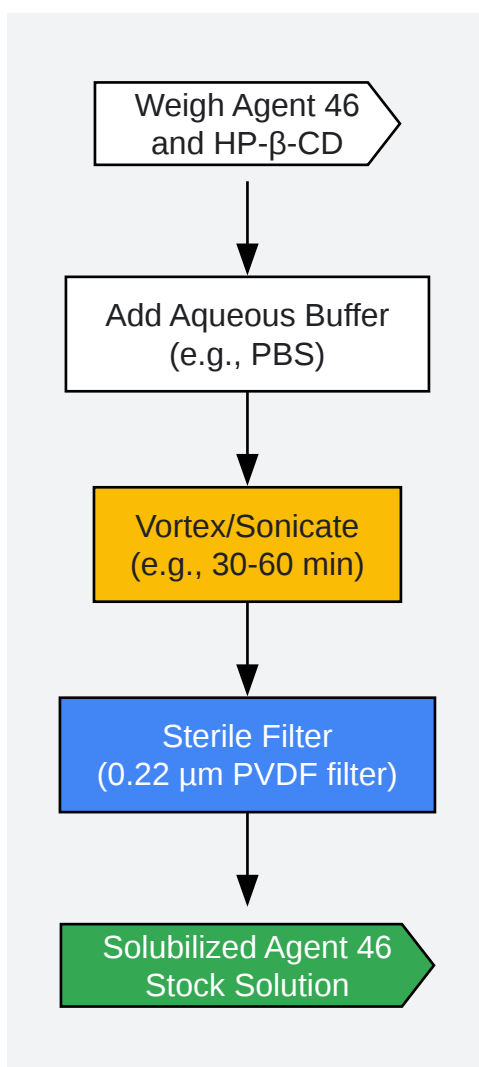 Weigh Agent 46
and HP-β-CD
Add Aqueous Buffer
(e.g., PBS)
Vortex/Sonicate
(e.g., 30-60 min)
Sterile Filter
(0.22 µm PVDF filter)
Solubilized Agent 46
Stock Solution